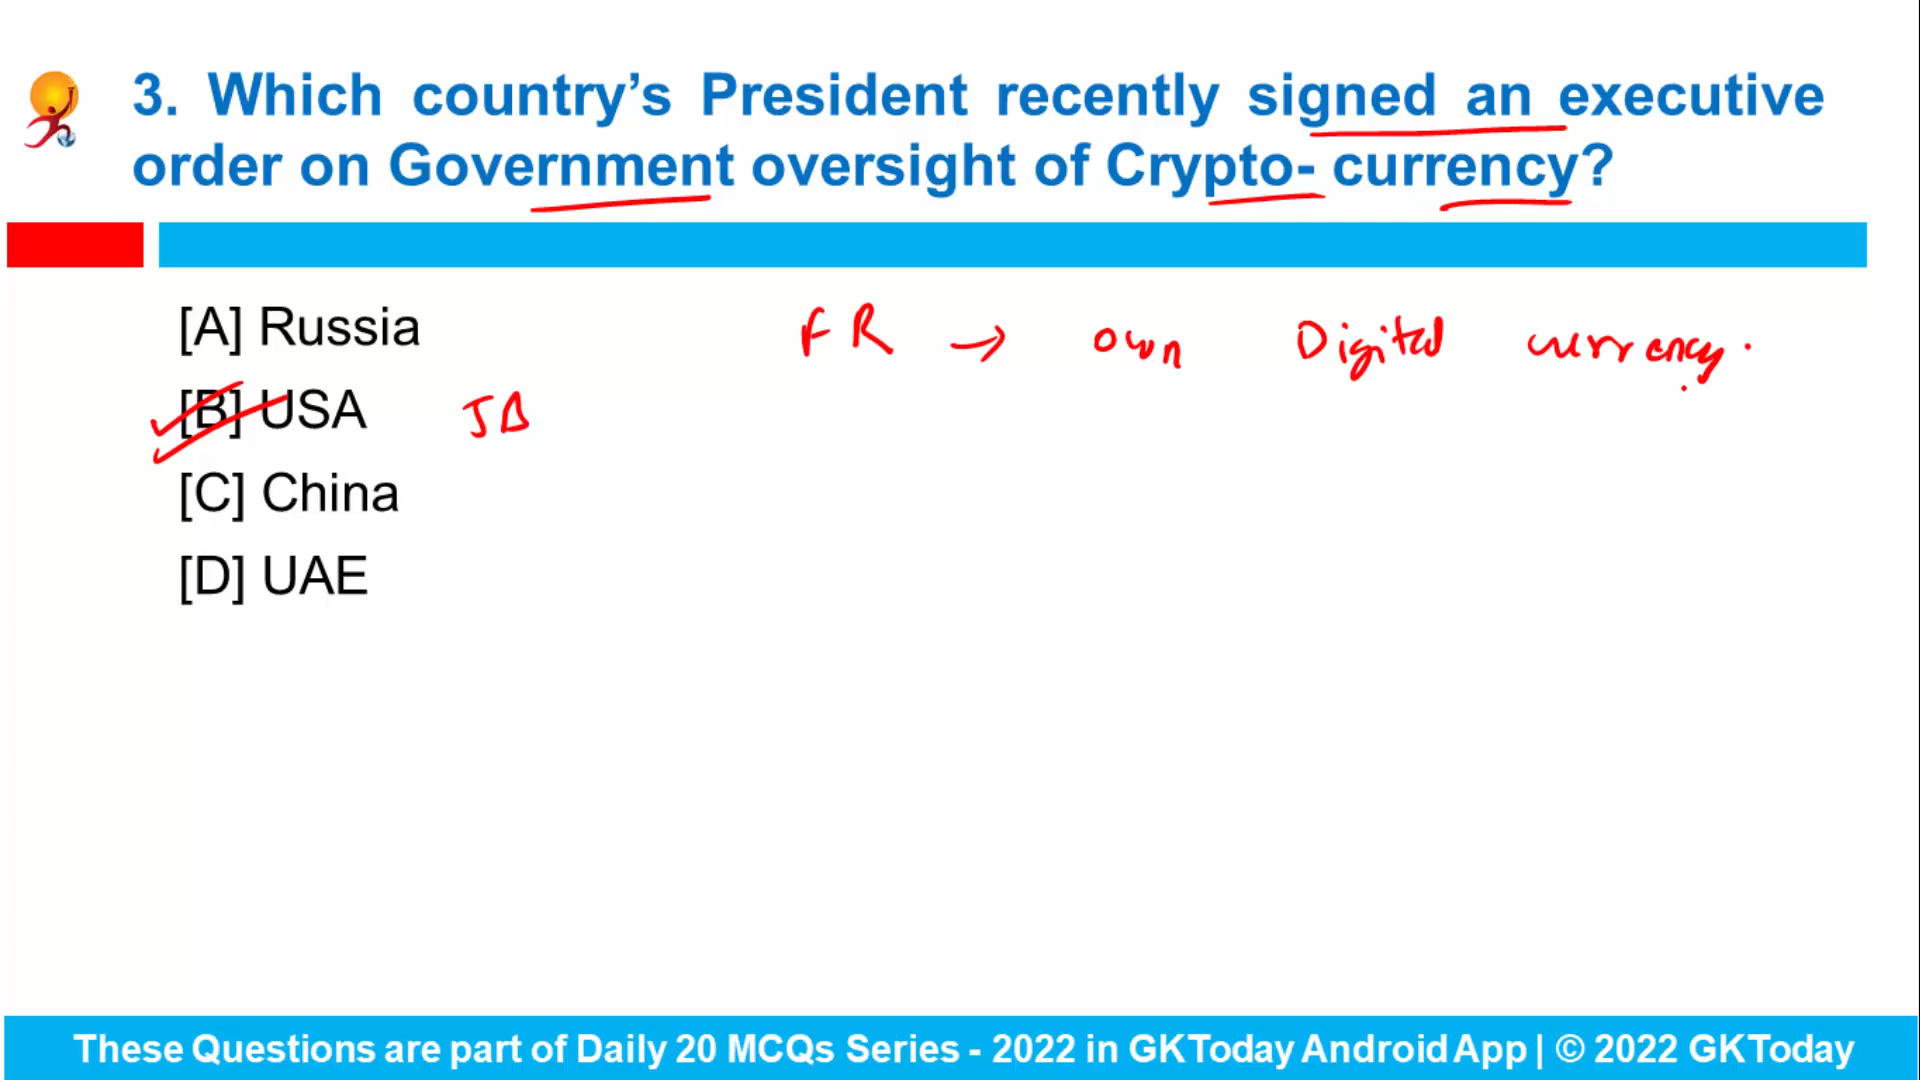 3. Which country’s President recently signed an executive
order on Government oversight of Crypto- currency?
[A] Russia
FR → own Digital currency.
[B] USA JB
[C] China
[D] UAE
These Questions are part of Daily 20 MCQs Series - 2022 in GKToday Android App | © 2022 GKToday